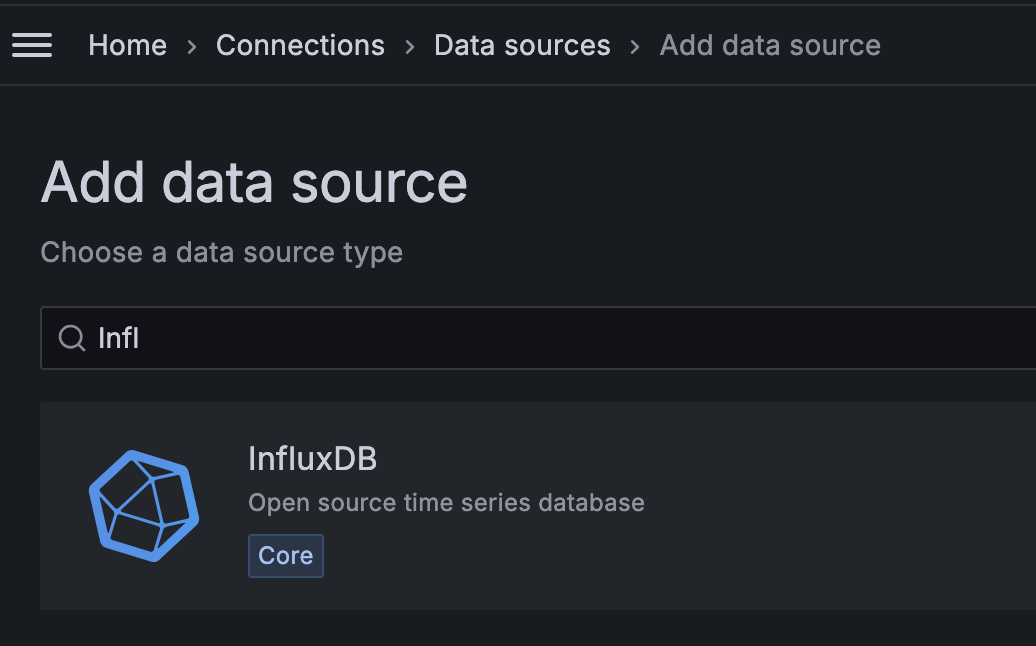 Home › Connections › Data sources › Add data source
Add data source
Choose a data source type
Infl
InfluxDB
Open source time series database
Core